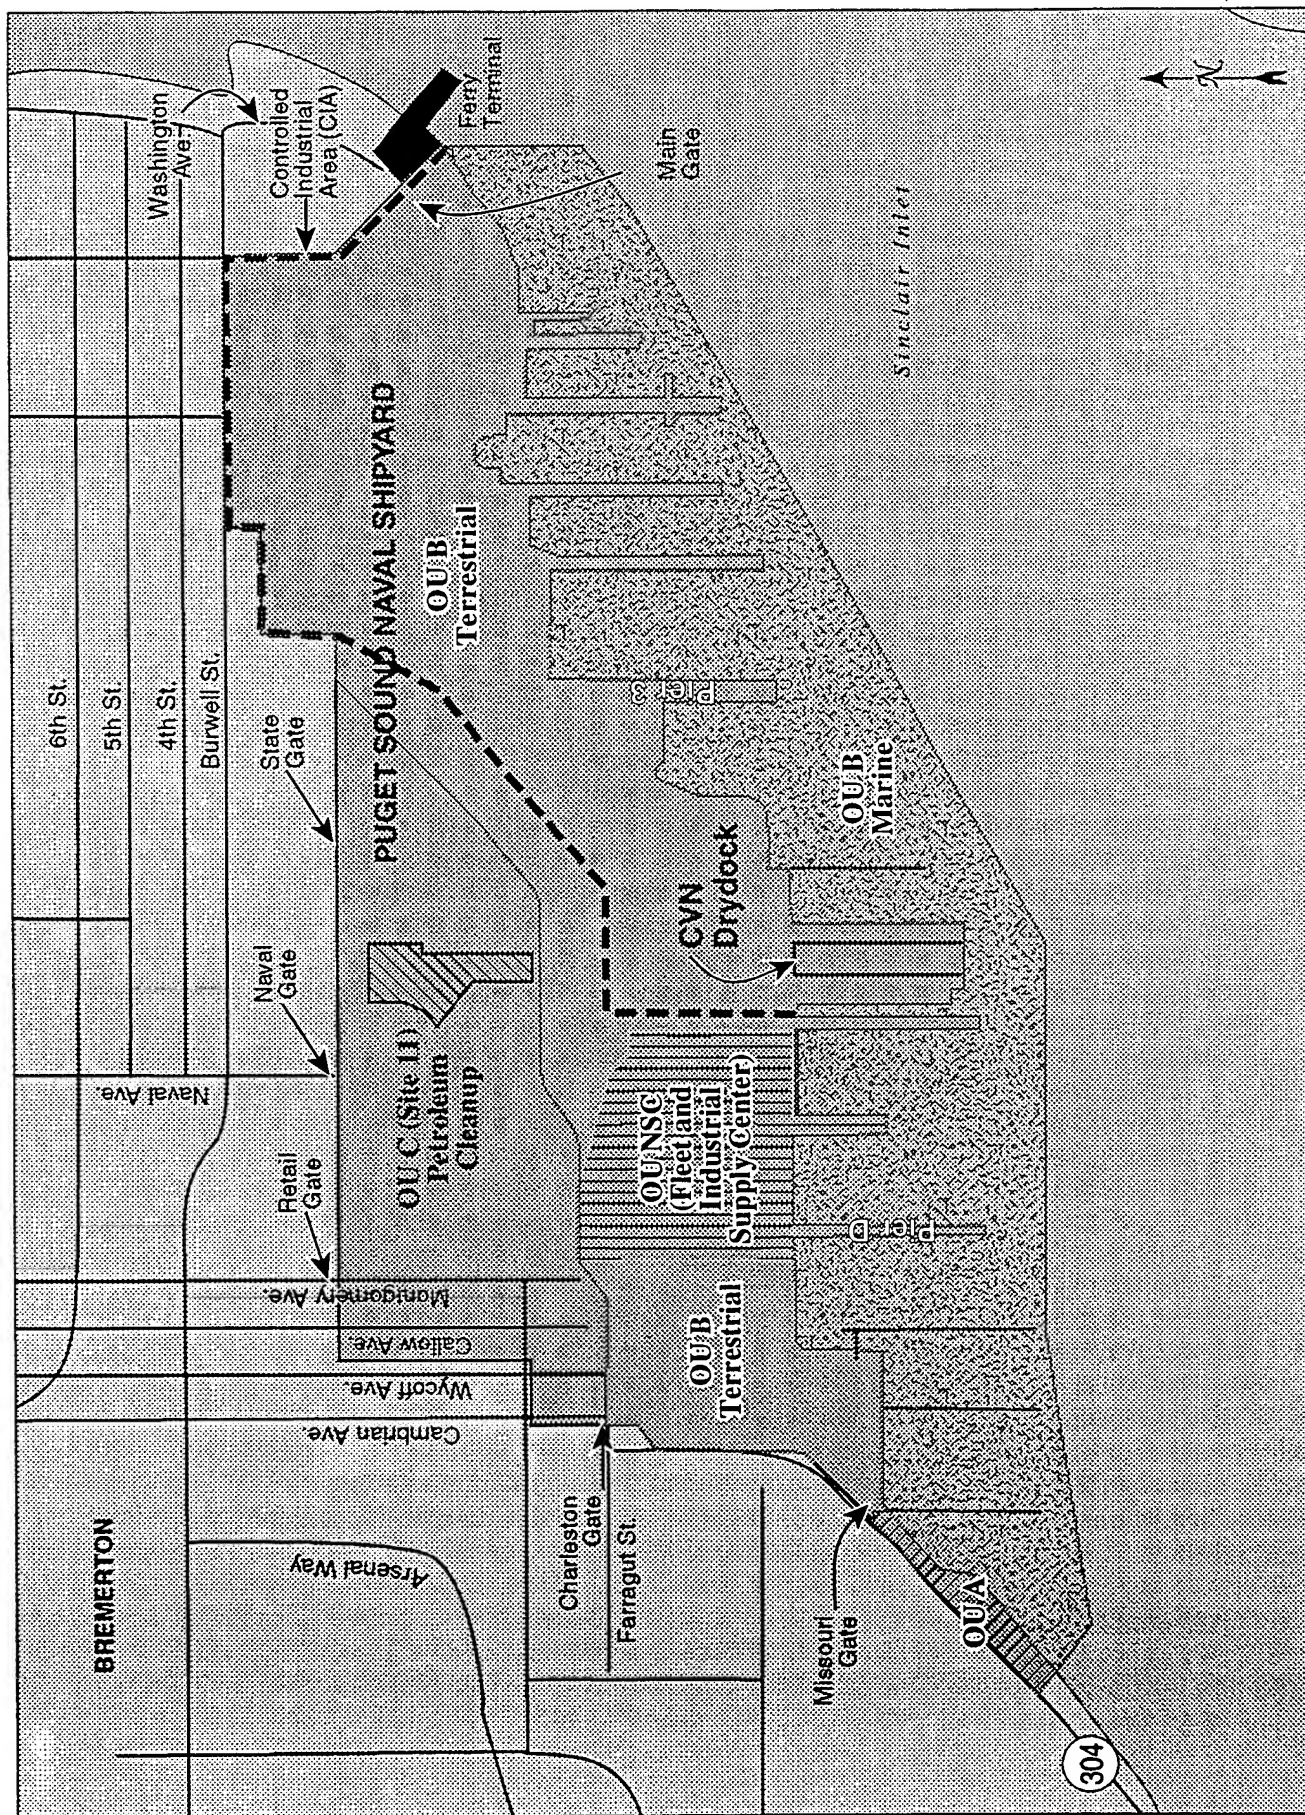 BREMERTON
6th St.
5th St.
4th St.
Burwell St.
Washington
Ave.
Controlled
Industrial
Area (CIA)
Ferry
Terminal
Main
Gate
State
Gate
Naval
Gate
Naval Ave.
Retail
Gate
Montgomery Ave.
Callow Ave.
Wycoff Ave.
Cambrian Ave.
Arsenal Way
Charleston
Gate
Farragut St.
Missouri
Gate
304
PUGET SOUND NAVAL SHIPYARD
OU B
Terrestrial
OU C (Site 11)
Petroleum
Cleanup
OU NSC
(Fleet and
Industrial
Supply Center)
OU B
Terrestrial
CVN
Drydock
OU B
Marine
Pier 3
Pier D
OU A
Sinclair Inlet
N